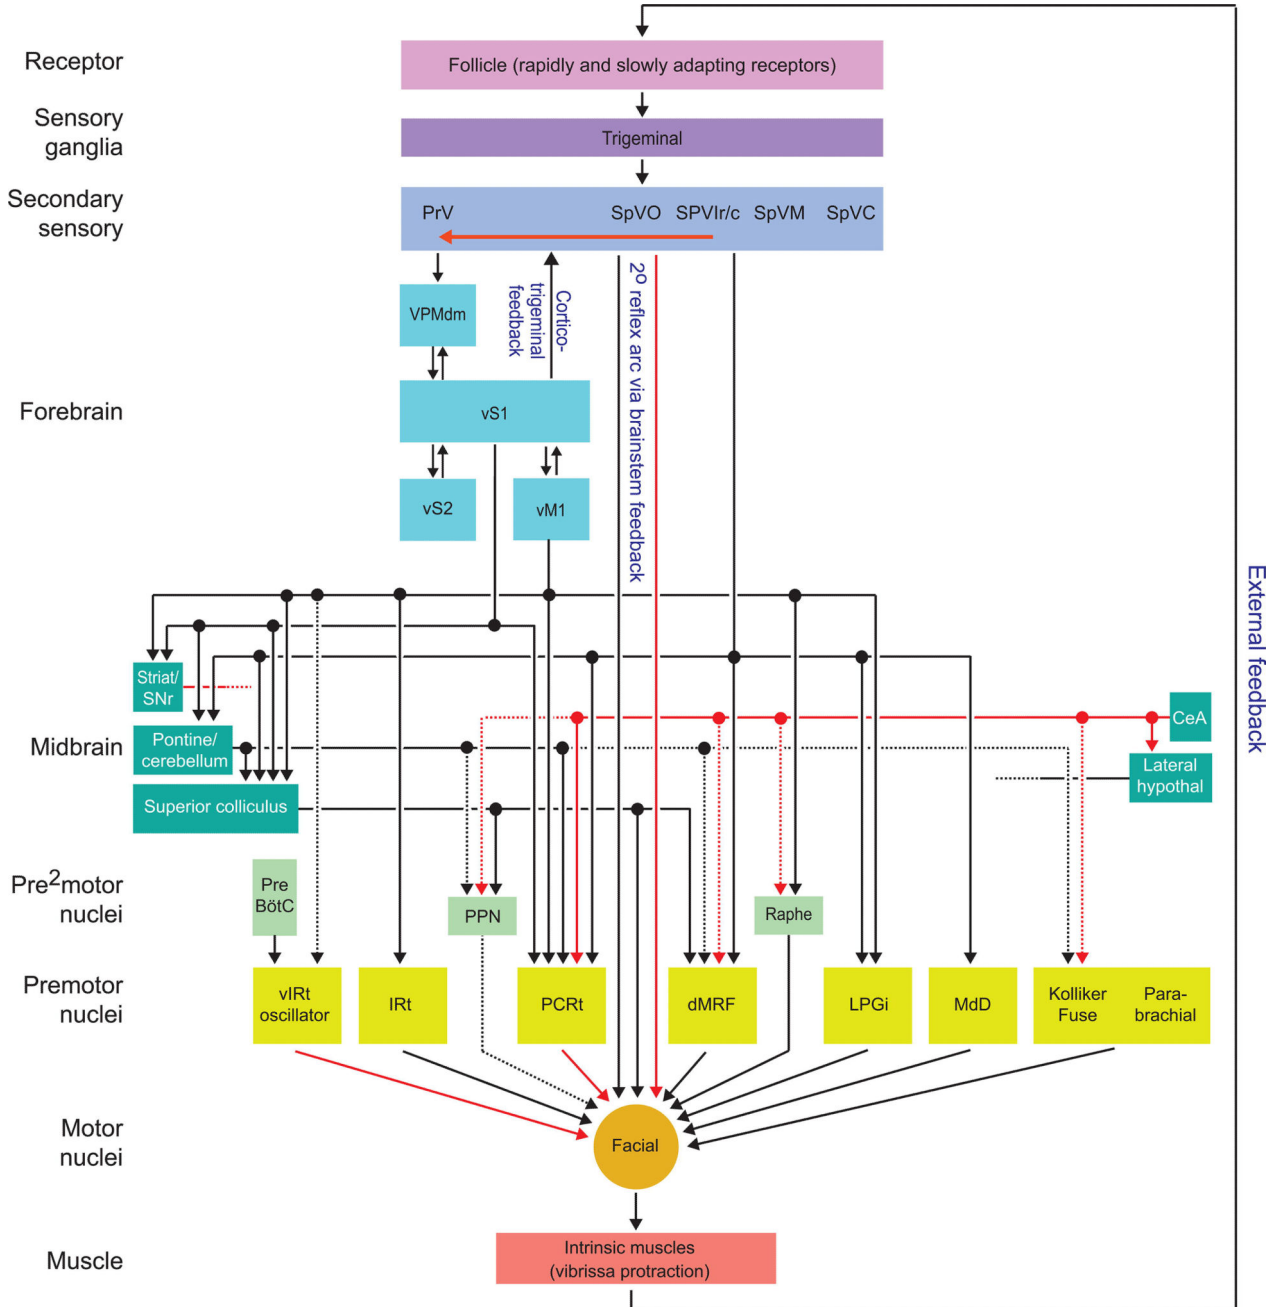 Receptor
Follicle (rapidly and slowly adapting receptors)
Sensory
ganglia
Trigeminal
Secondary
sensory
PrV
SpVO
SPVIr/c
SpVM
SpVC
VPMdm
Cortico-
trigeminal
feedback
2º reflex arc via brainstem feedback
Forebrain
vS1
vS2
vM1
External feedback
Striat/
SNr
Midbrain
Pontine/
cerebellum
Superior colliculus
CeA
Lateral
hypothal
Pre2motor
nuclei
Pre
BötC
PPN
Raphe
Premotor
nuclei
vIRt
oscillator
IRt
PCRt
dMRF
LPGi
MdD
Kolliker
Fuse
Para-
brachial
Motor
nuclei
Facial
Muscle
Intrinsic muscles
(vibrissa protraction)